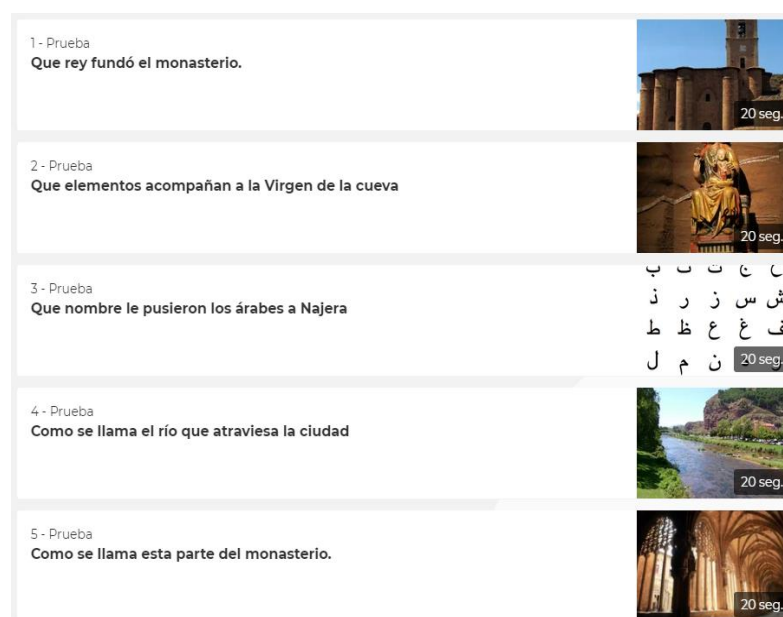 1 - Prueba
Que rey fundó el monasterio.
20 seg.
2 - Prueba
Que elementos acompañan a la Virgen de la cueva
20 seg.
3 - Prueba
Que nombre le pusieron los árabes a Najera
ب ت ث ج ح
ذ ر ز س ش
ط ظ ع غ ف
ل م ن
20 seg.
4 - Prueba
Como se llama el río que atraviesa la ciudad
20 seg.
5 - Prueba
Como se llama esta parte del monasterio.
20 seg.